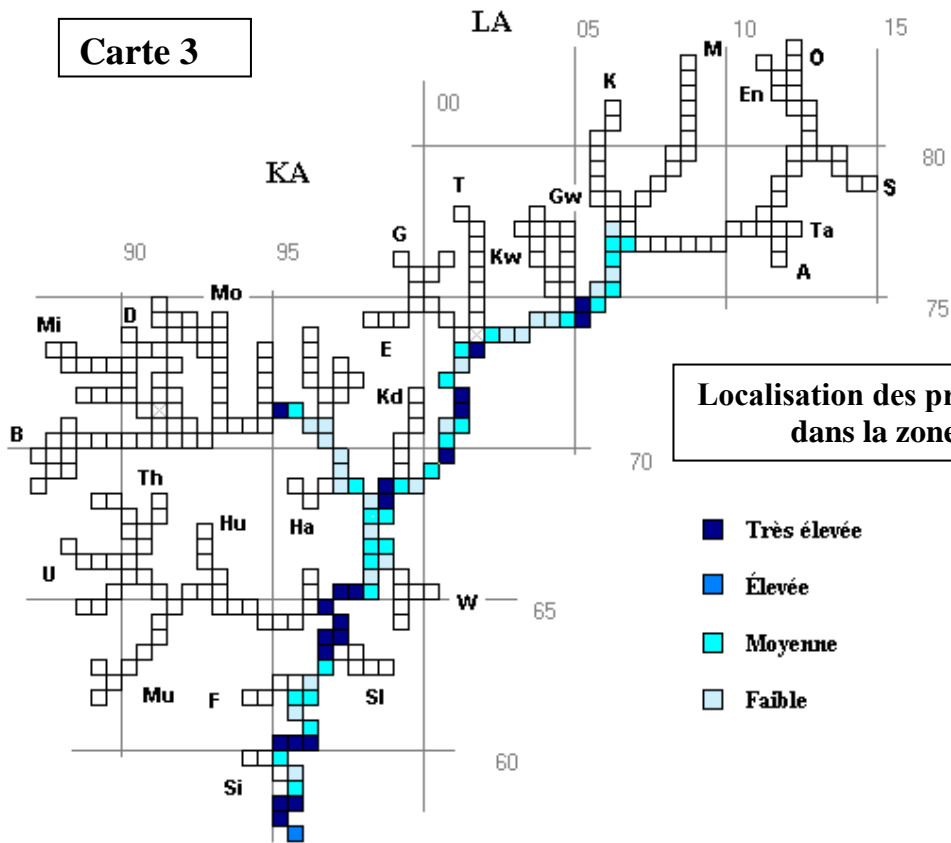 Carte 3
LA
05
10
15
M
O
K
En
00
80
KA
T
Gw
S
90
95
G
Kw
Ta
A
Mo
75
D
Mi
E
Kd
Localisation des pr
dans la zone
B
70
Th
Ha
Hu
Très élevée
U
Élevée
W
65
Moyenne
Mu
F
Sl
Faible
60
Si